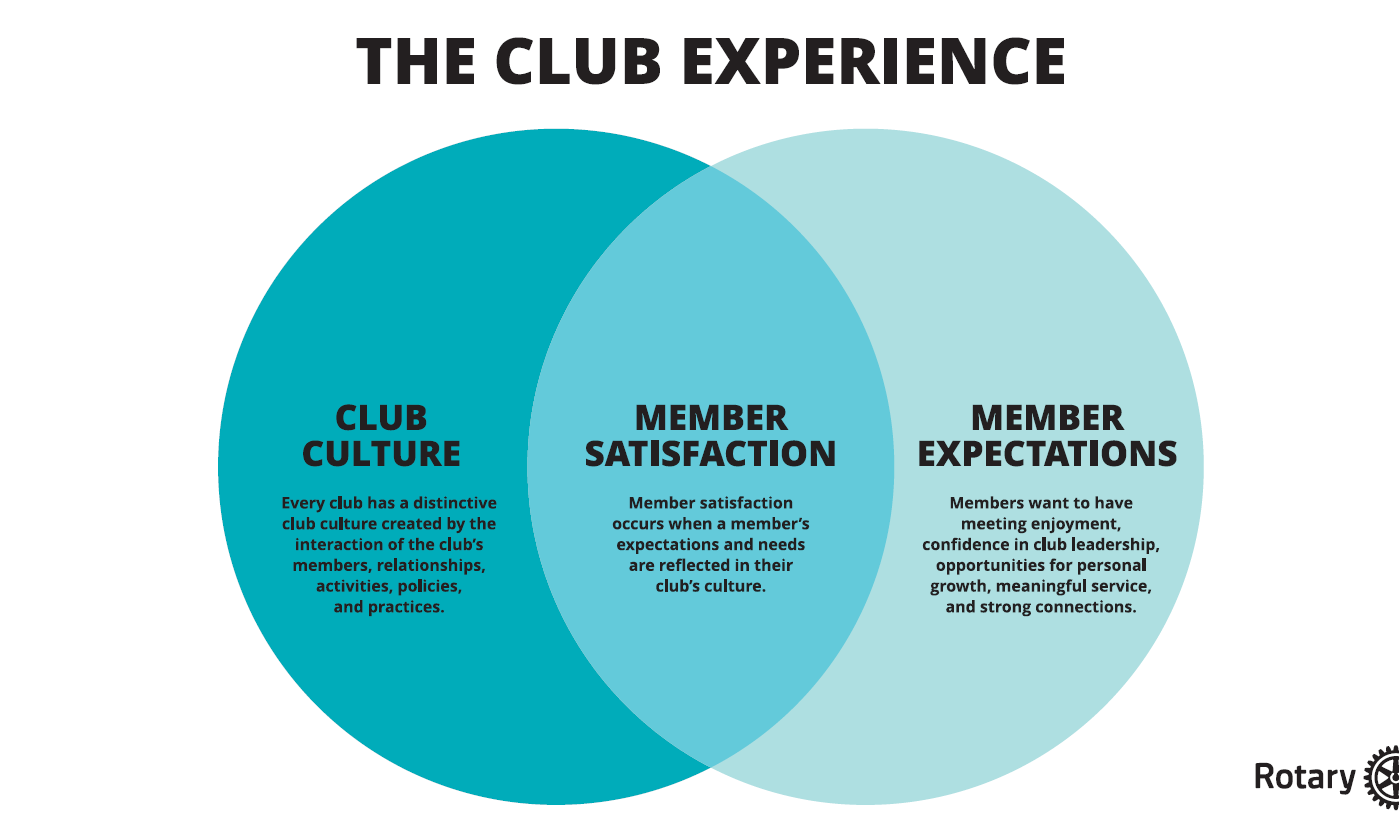 THE CLUB EXPERIENCE
CLUB
CULTURE
Every club has a distinctive
club culture created by the
interaction of the club's
members, relationships,
activities, policies,
and practices.
MEMBER
SATISFACTION
Member satisfaction
occurs when a member's
expectations and needs
are reflected in their
club's culture.
MEMBER
EXPECTATIONS
Members want to have
meeting enjoyment,
confidence in club leadership,
opportunities for personal
growth, meaningful service,
and strong connections.
Rotary